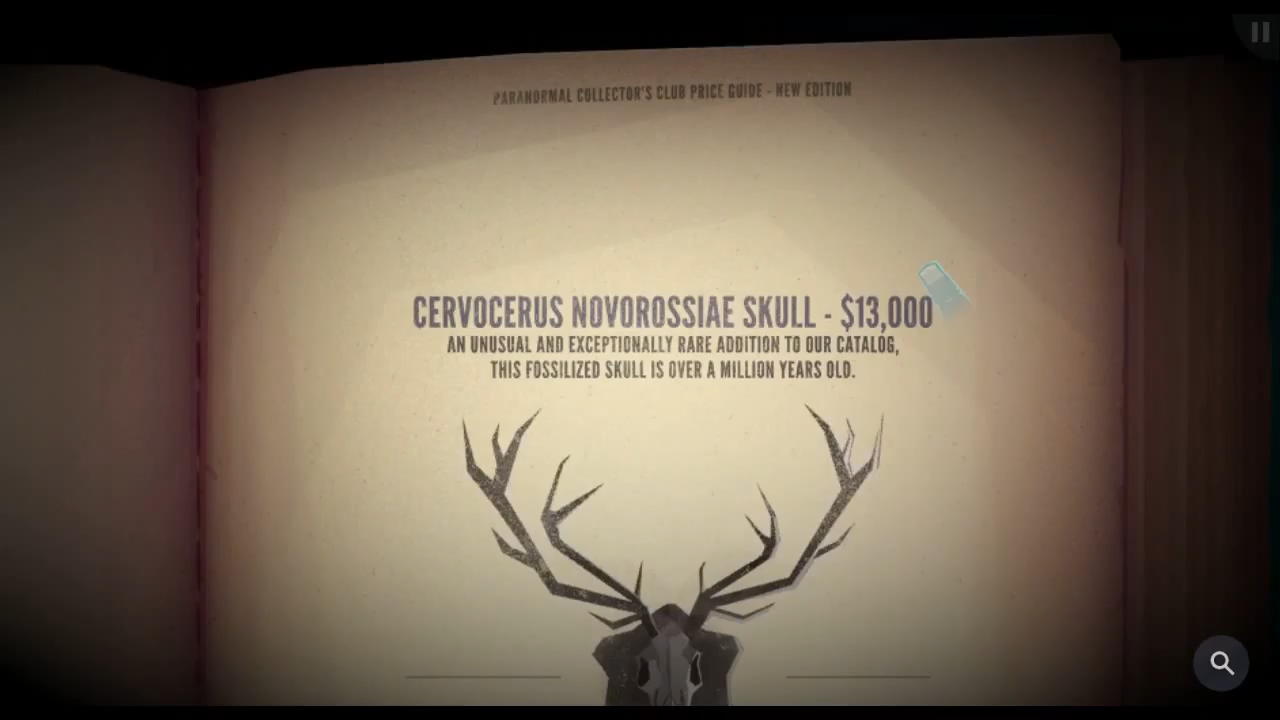 PARANORMAL COLLECTOR'S CLUB PRICE GUIDE - NEW EDITION
CERVOCERUS NOVOROSSIAE SKULL - $13,000
AN UNUSUAL AND EXCEPTIONALLY RARE ADDITION TO OUR CATALOG,
THIS FOSSILIZED SKULL IS OVER A MILLION YEARS OLD.